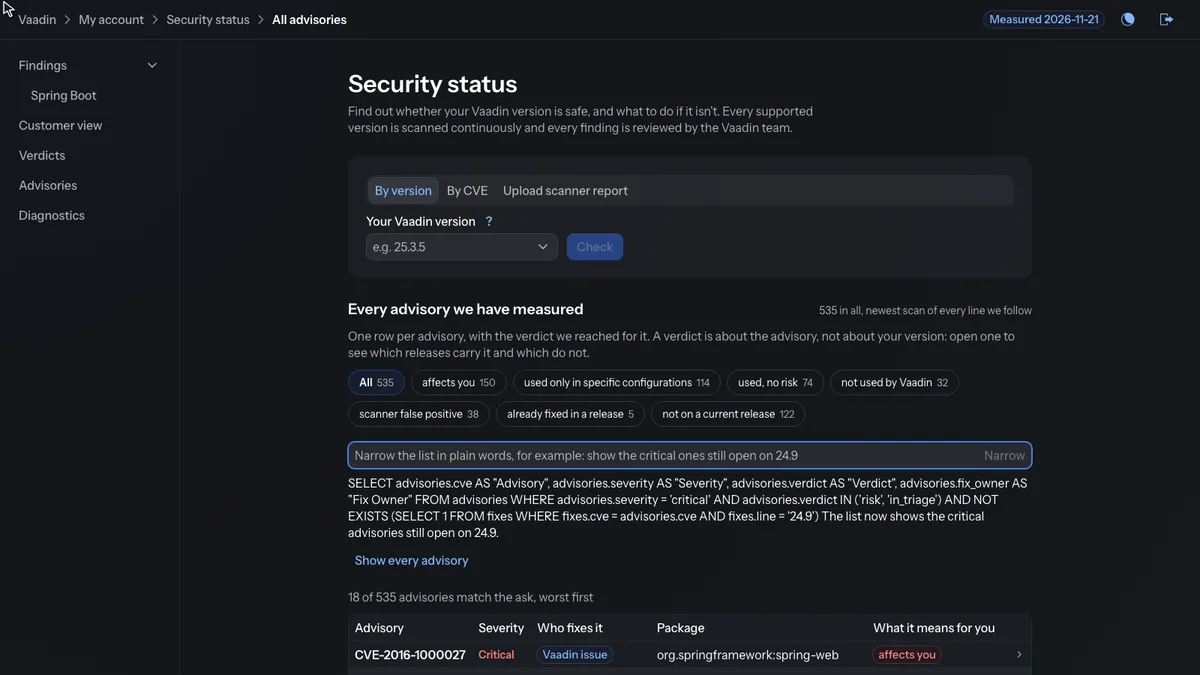 Vaadin > My account > Security status > All advisories
Measured 2026-11-21
Findings
Spring Boot
Customer view
Verdicts
Advisories
Diagnostics
Security status
Find out whether your Vaadin version is safe, and what to do if it isn't. Every supported
version is scanned continuously and every finding is reviewed by the Vaadin team.
By version By CVE Upload scanner report
Your Vaadin version ?
e.g. 25.3.5
Check
Every advisory we have measured
535 in all, newest scan of every line we follow
One row per advisory, with the verdict we reached for it. A verdict is about the advisory, not about your version: open one to
see which releases carry it and which do not.
All 535 affects you 150 used only in specific configurations 114 used, no risk 74 not used by Vaadin 32
scanner false positive 38 already fixed in a release 5 not on a current release 122
Narrow the list in plain words, for example: show the critical ones still open on 24.9 Narrow
SELECT advisories.cve AS "Advisory", advisories.severity AS "Severity", advisories.verdict AS "Verdict", advisories.fix_owner AS
"Fix Owner" FROM advisories WHERE advisories.severity = 'critical' AND advisories.verdict IN ('risk', 'in_triage') AND NOT
EXISTS (SELECT 1 FROM fixes WHERE fixes.cve = advisories.cve AND fixes.line = '24.9') The list now shows the critical
advisories still open on 24.9.
Show every advisory
18 of 535 advisories match the ask, worst first
Advisory Severity Who fixes it Package What it means for you
CVE-2016-1000027 Critical Vaadin issue org.springframework:spring-web affects you